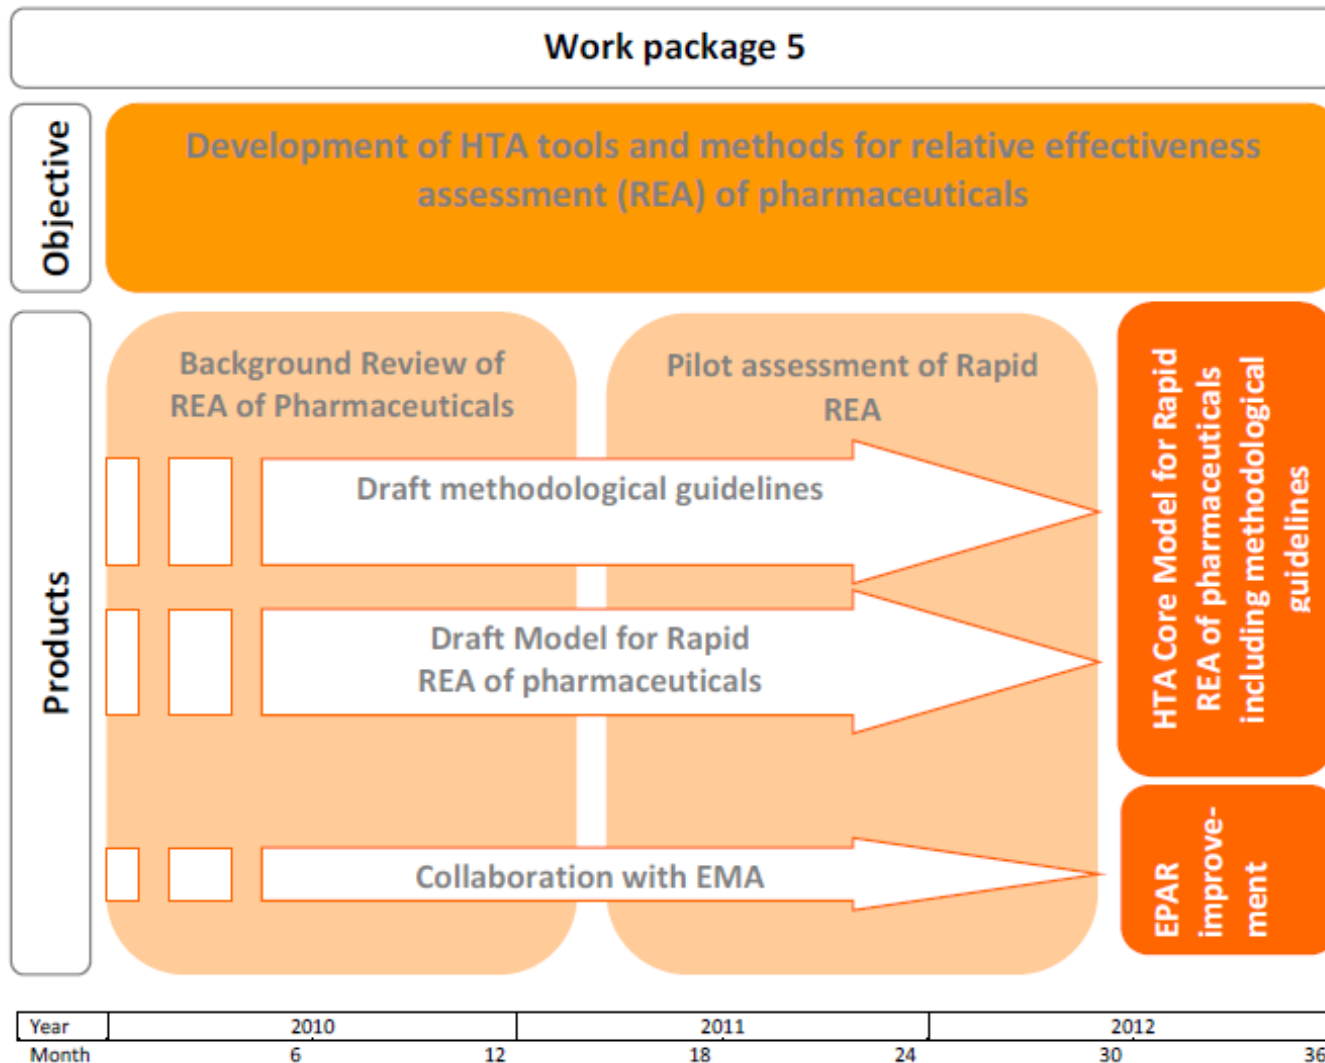 Work package 5
Objective
Development of HTA tools and methods for relative effectiveness
assessment (REA) of pharmaceuticals
Products
Background Review of
REA of Pharmaceuticals
Pilot assessment of Rapid
REA
Draft methodological guidelines
Draft Model for Rapid
REA of pharmaceuticals
Collaboration with EMA
HTA Core Model for Rapid
REA of pharmaceuticals
including methodological
guidelines
EPAR
improve-
ment
Year 2010 2011 2012
Month 6 12 18 24 30 36